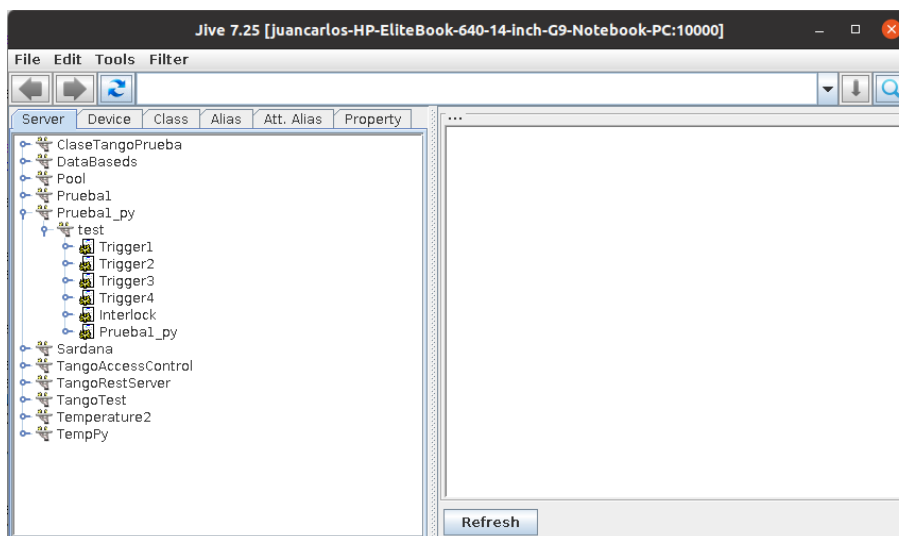 Jive 7.25 [juancarlos-HP-EliteBook-640-14-inch-G9-Notebook-PC:10000]
File Edit Tools Filter
Server Device Class Alias Att. Alias Property
...
ClaseTangoPrueba
DataBaseds
Pool
Prueba1
Prueba1_py
test
Trigger1
Trigger2
Trigger3
Trigger4
Interlock
Prueba1_py
Sardana
TangoAccessControl
TangoRestServer
TangoTest
Temperature2
TempPy
Refresh